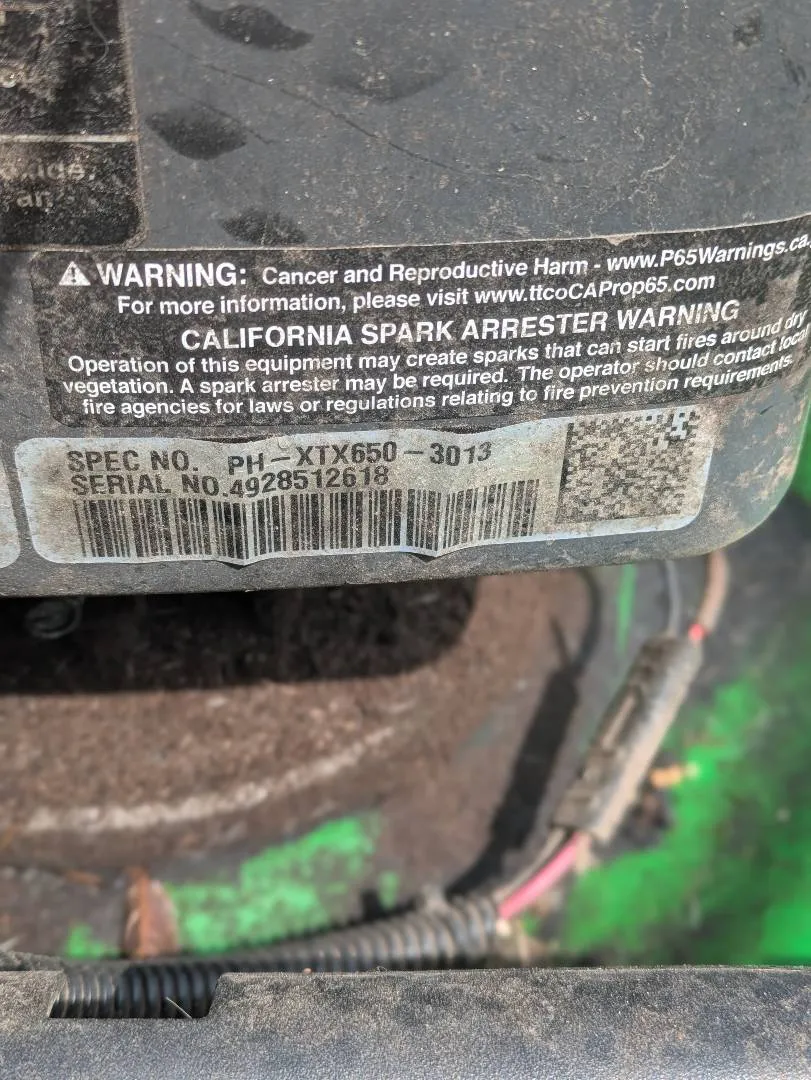 an
WARNING: Cancer and Reproductive Harm - www.P65Warnings.ca.
For more information, please visit www.ttcoCAProp65.com
CALIFORNIA SPARK ARRESTER WARNING
Operation of this equipment may create sparks that can start fires around dry
vegetation. A spark arrester may be required. The operator should contact local
fire agencies for laws or regulations relating to fire prevention requirements.
SPEC NO. PH-XTX650-3013
SERIAL NO.4928512618